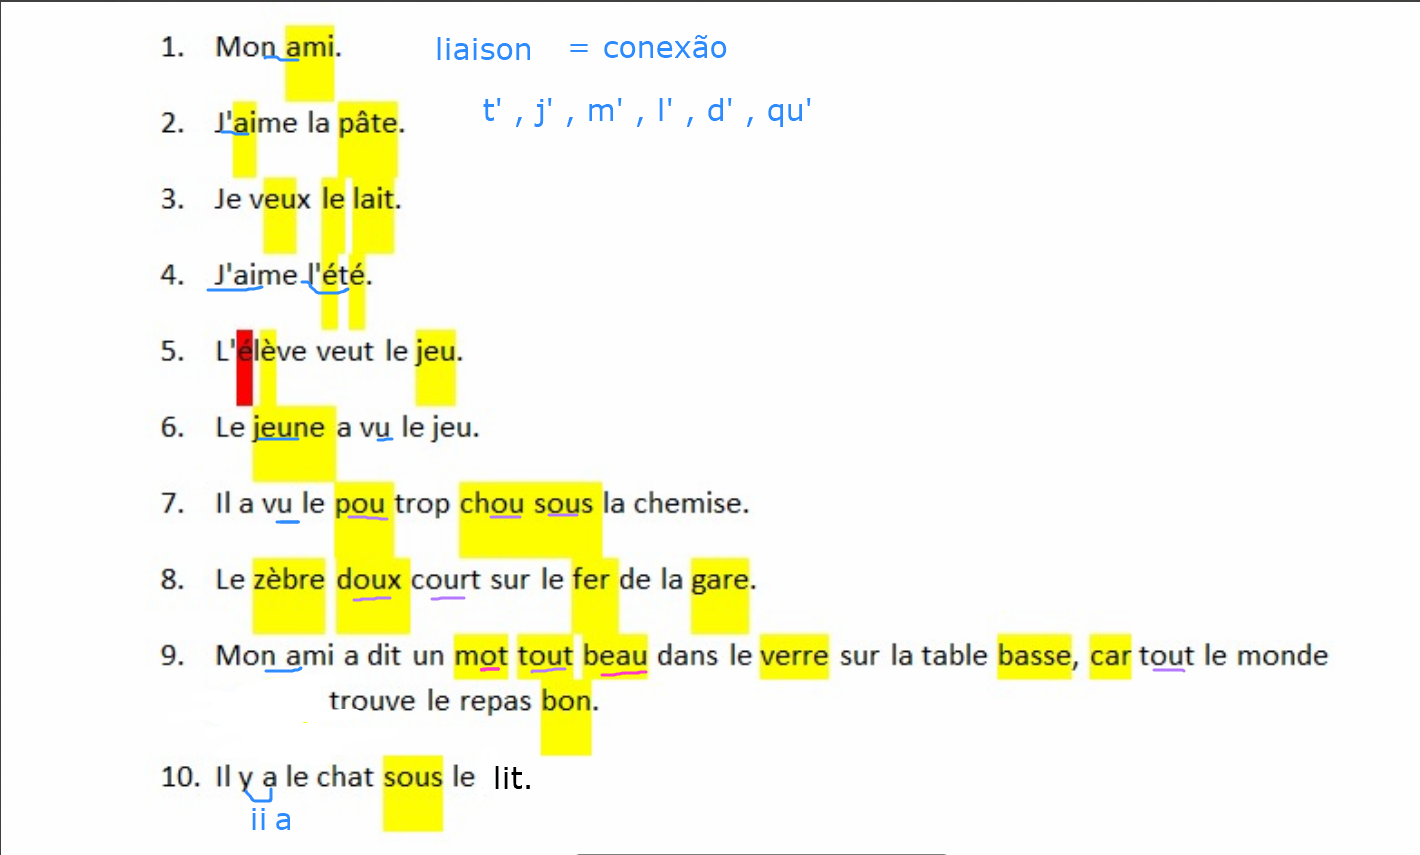 1. Mon ami. liaison = conexão
t' , j' , m' , l' , d' , qu'
2. J'aime la pâte.
3. Je veux le lait.
4. J'aime l'été.
5. L'élève veut le jeu.
6. Le jeune a vu le jeu.
7. Il a vu le pou trop chou sous la chemise.
8. Le zèbre doux court sur le fer de la gare.
9. Mon ami a dit un mot tout beau dans le verre sur la table basse, car tout le monde
trouve le repas bon.
10. Il y a le chat sous le lit.
ii a